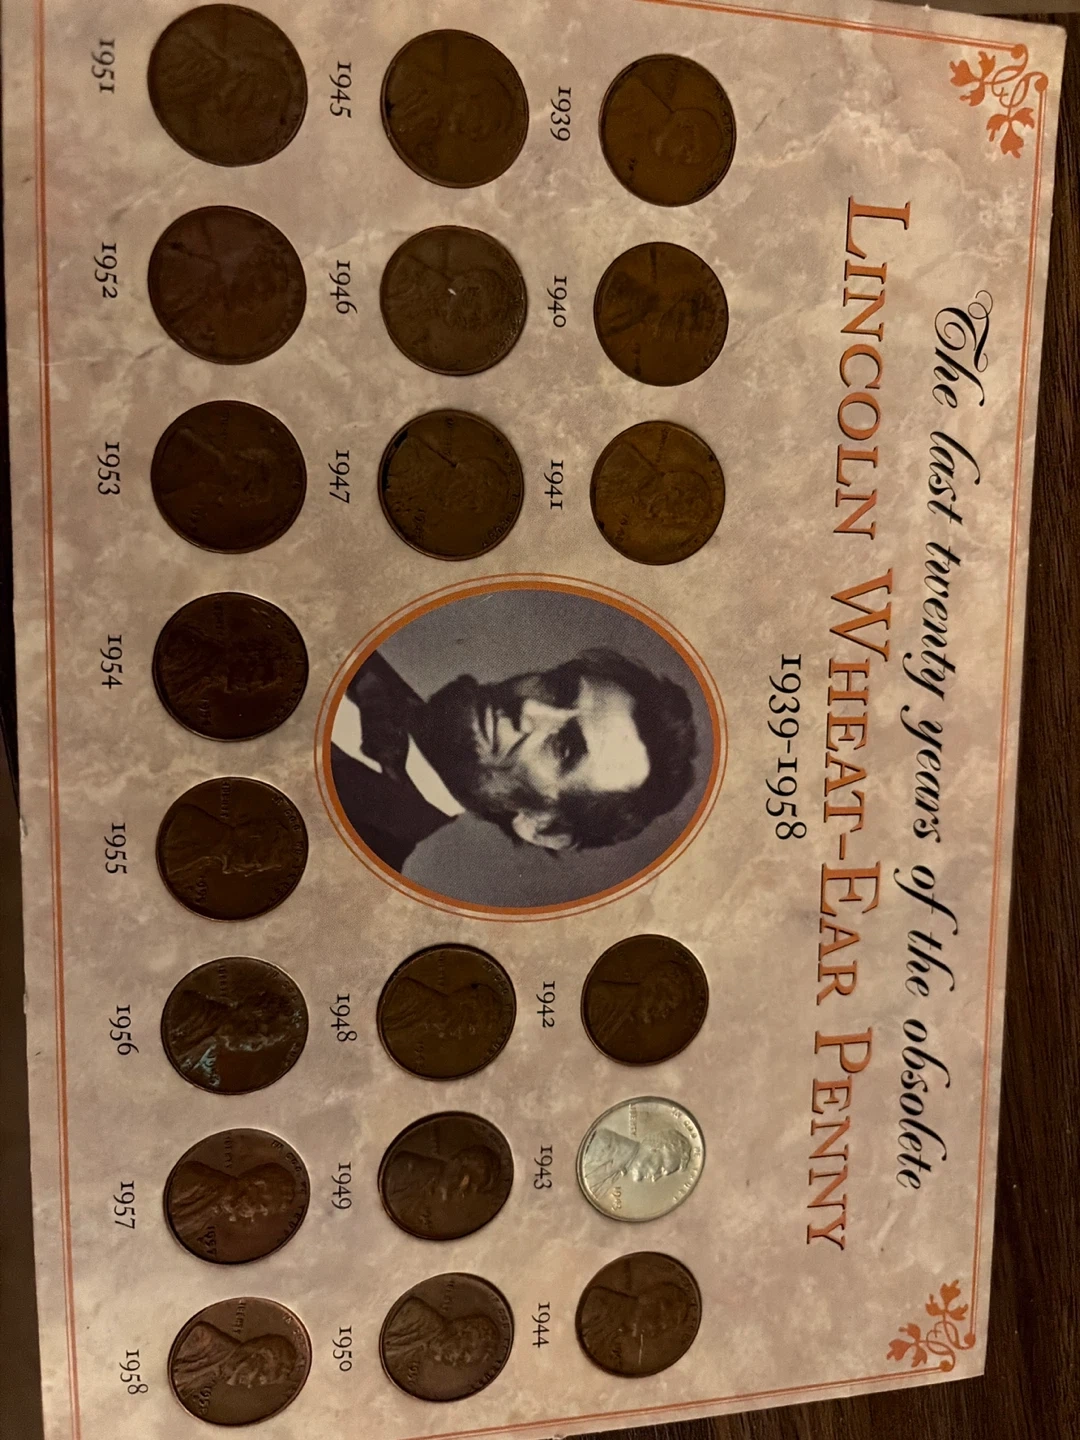 The last twenty years of the obsolete
LINCOLN WHEAT-EAR PENNY
1939-1958
1939 1940 1941 1942 1943 1944
1945 1946 1947 1948 1949 1950
1951 1952 1953 1954 1955 1956 1957 1958